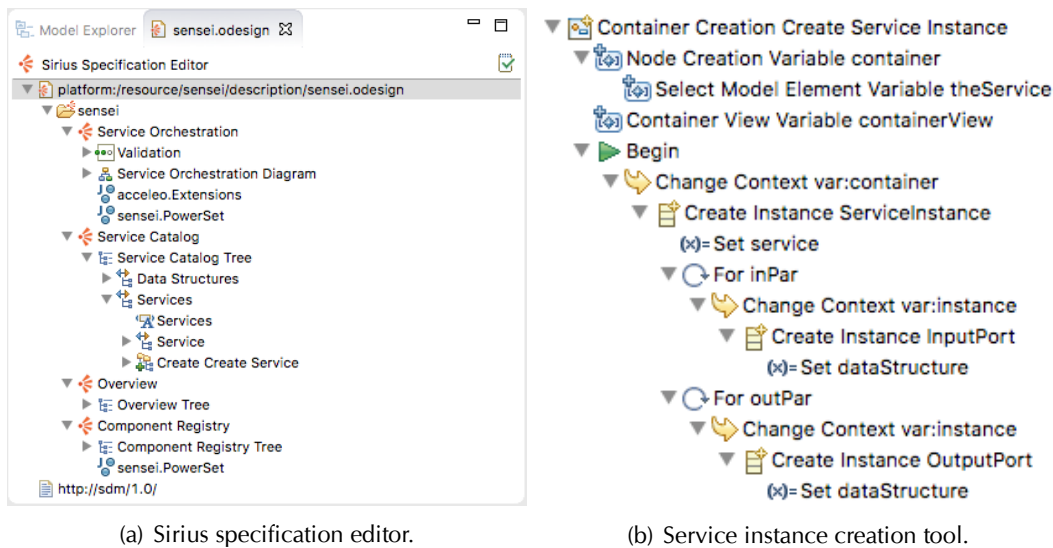 Model Explorer
sensei.odesign
Sirius Specification Editor
platform:/resource/sensei/description/sensei.odesign
sensei
Service Orchestration
Validation
Service Orchestration Diagram
acceleo.Extensions
sensei.PowerSet
Service Catalog
Service Catalog Tree
Data Structures
Services
Services
Service
Create Create Service
Overview
Overview Tree
Component Registry
Component Registry Tree
sensei.PowerSet
http://sdm/1.0/
(a) Sirius specification editor.
Container Creation Create Service Instance
Node Creation Variable container
Select Model Element Variable theService
Container View Variable containerView
Begin
Change Context var:container
Create Instance ServiceInstance
(x)= Set service
For inPar
Change Context var:instance
Create Instance InputPort
(x)= Set dataStructure
For outPar
Change Context var:instance
Create Instance OutputPort
(x)= Set dataStructure
(b) Service instance creation tool.